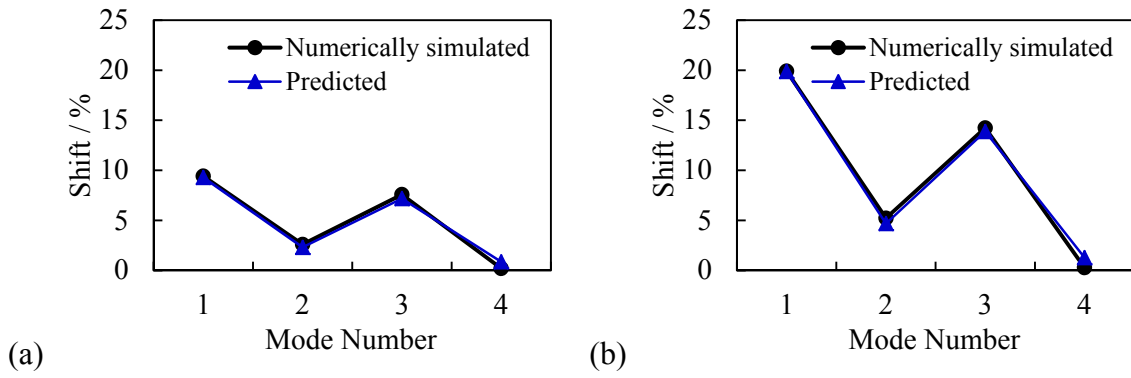 25
20
15
10
5
0
Shift / %
Numerically simulated
Predicted
1 2 3 4
Mode Number
(a)
25
20
15
10
5
0
Shift / %
Numerically simulated
Predicted
1 2 3 4
Mode Number
(b)